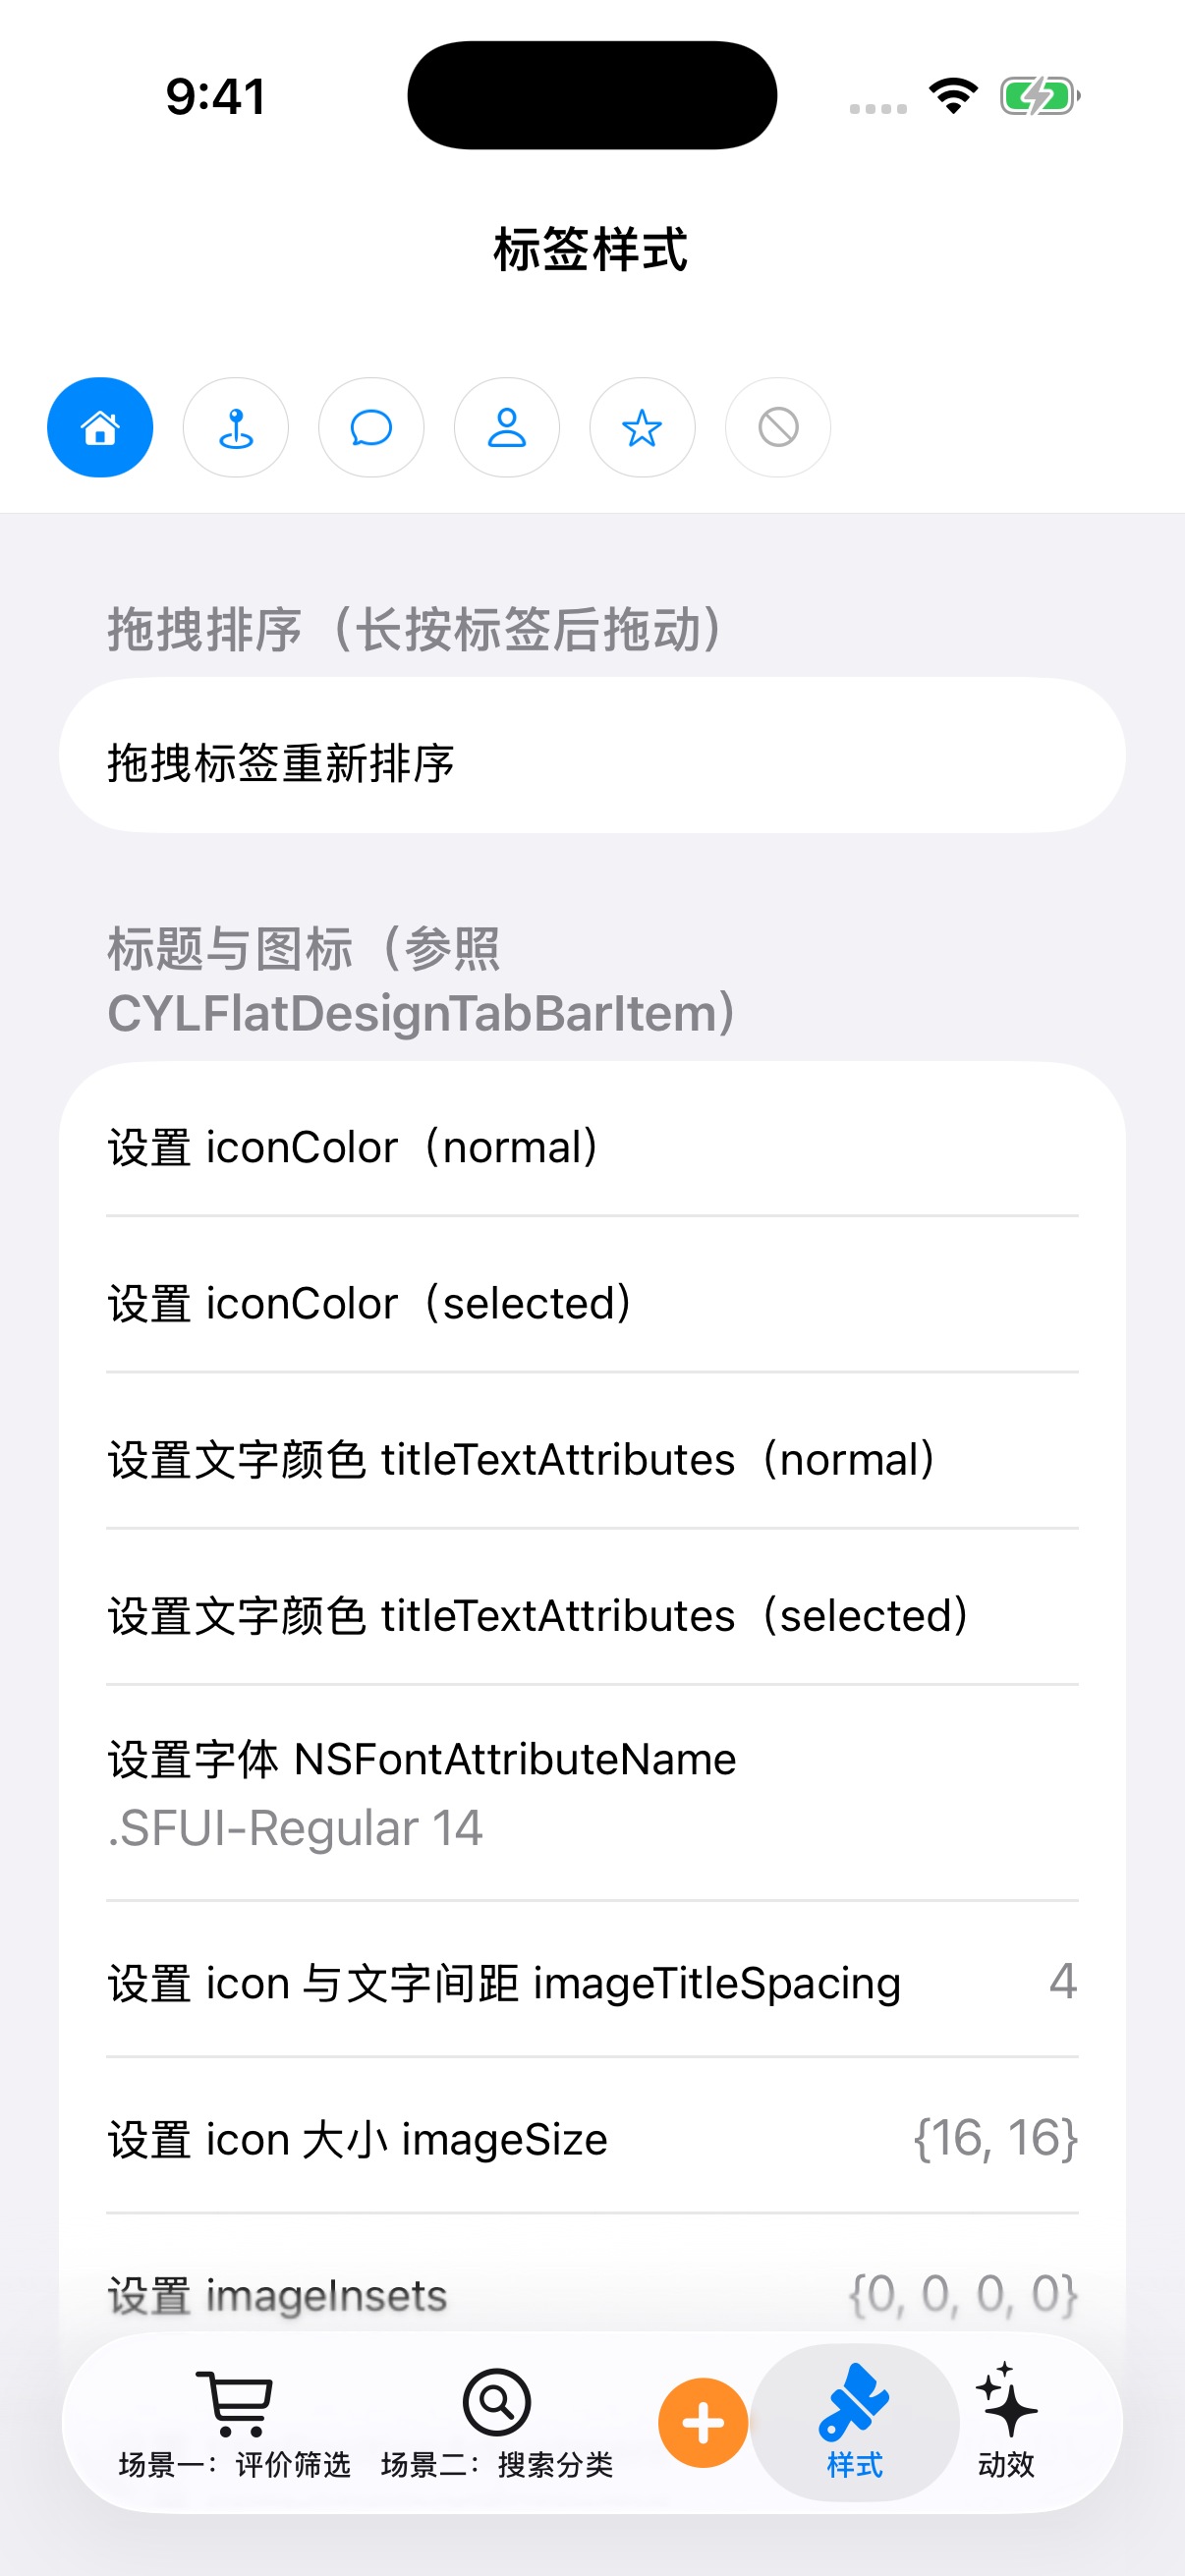 9:41
标签样式
拖拽排序（长按标签后拖动）
拖拽标签重新排序
标题与图标（参照
CYLFlatDesignTabBarItem）
设置 iconColor（normal）
设置 iconColor（selected）
设置文字颜色 titleTextAttributes（normal）
设置文字颜色 titleTextAttributes（selected）
设置字体 NSFontAttributeName
.SFUI-Regular 14
设置 icon 与文字间距 imageTitleSpacing 4
设置 icon 大小 imageSize {16, 16}
设置 imageInsets {0, 0, 0, 0}
场景一：评价筛选 场景二：搜索分类 样式 动效